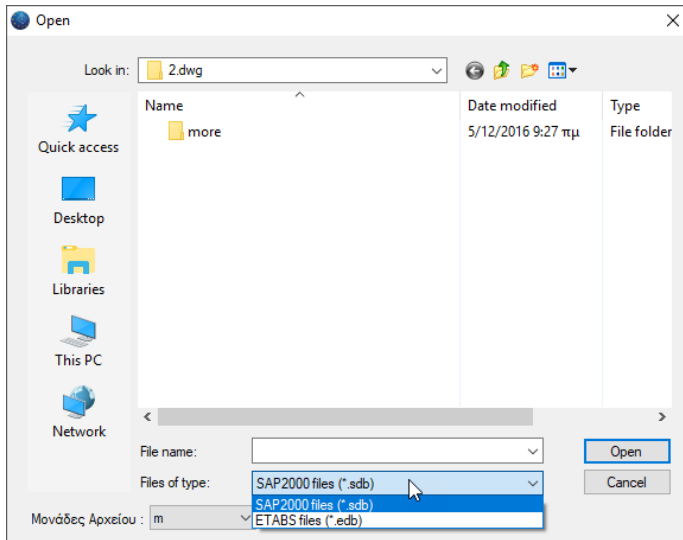 Open
Look in: 2.dwg
Name Date modified Type
more 5/12/2016 9:27 πμ File folder
Quick access
Desktop
Libraries
This PC
Network
File name: Open
Files of type: SAP2000 files (*.sdb) Cancel
SAP2000 files (*.sdb)
ETABS files (*.edb)
Μονάδες Αρχείου : m